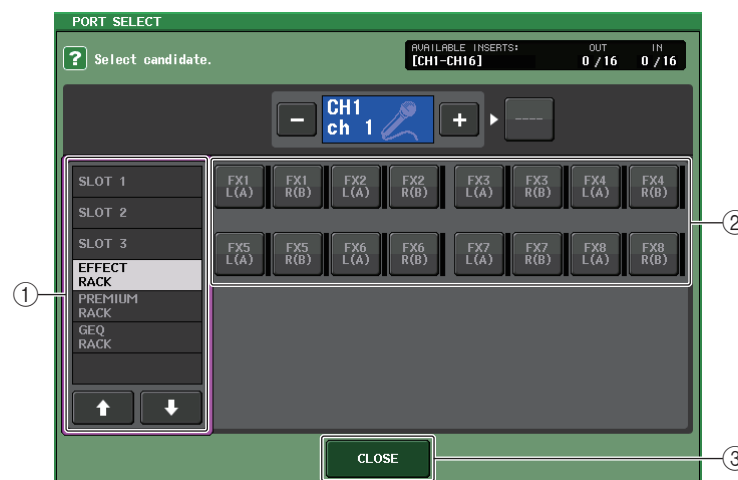 PORT SELECT
? Select candidate.
AVAILABLE INSERTS: OUT IN
[CH1-CH16] 0 /16 0 /16
− CH1 ch 1 + ----
SLOT 1
SLOT 2
SLOT 3
EFFECT
RACK
PREMIUM
RACK
GEQ
RACK
FX1 FX1 FX2 FX2 FX3 FX3 FX4 FX4
L(A) R(B) L(A) R(B) L(A) R(B) L(A) R(B)
FX5 FX5 FX6 FX6 FX7 FX7 FX8 FX8
L(A) R(B) L(A) R(B) L(A) R(B) L(A) R(B)
CLOSE
①
②
③